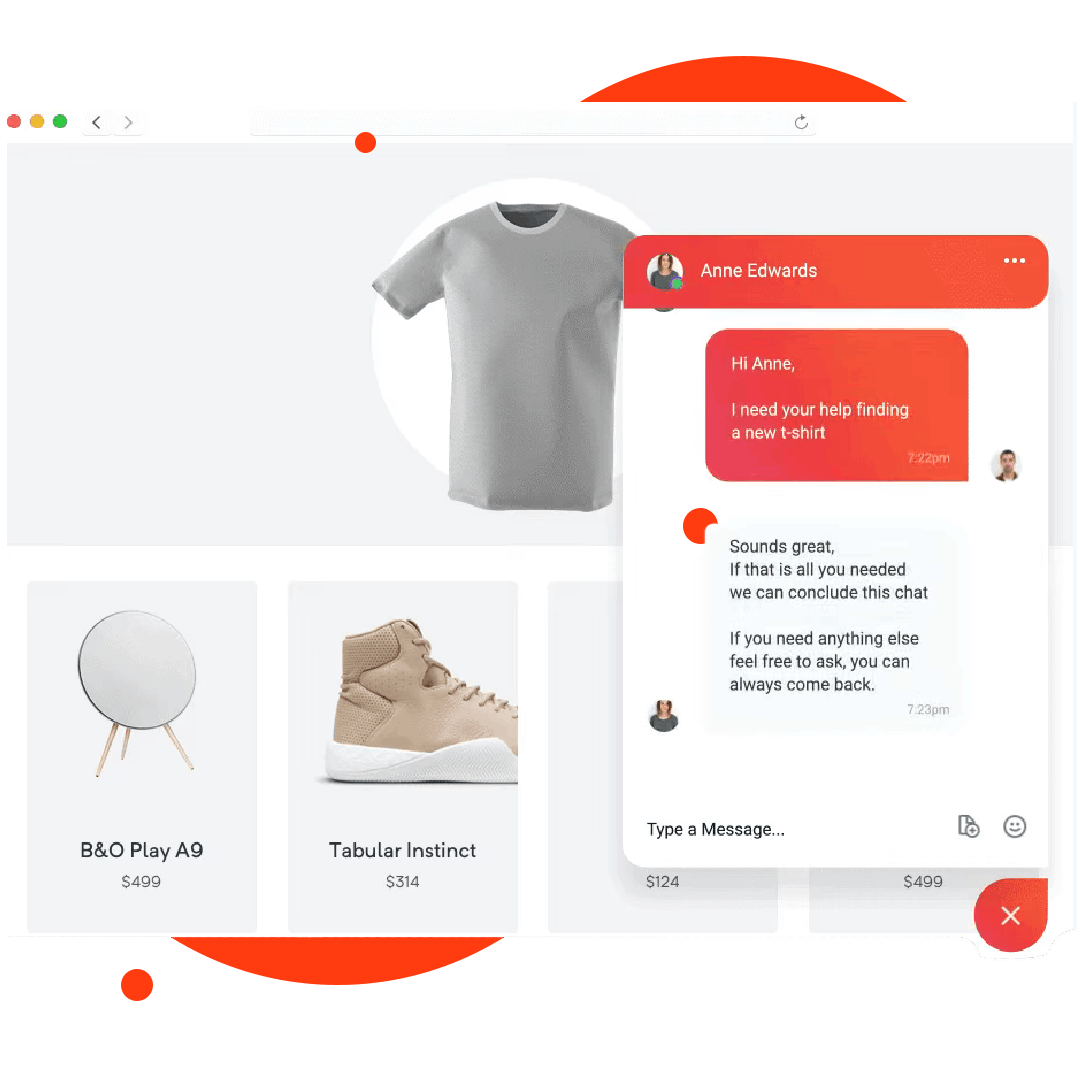 Anne Edwards
Hi Anne,
I need your help finding
a new t-shirt
7:22pm
Sounds great,
If that is all you needed
we can conclude this chat
If you need anything else
feel free to ask, you can
always come back.
7:23pm
Type a Message...
B&O Play A9
$499
Tabular Instinct
$314
$124
$499